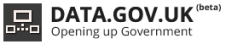 DATA.GOV.UK (beta)
Opening up Government